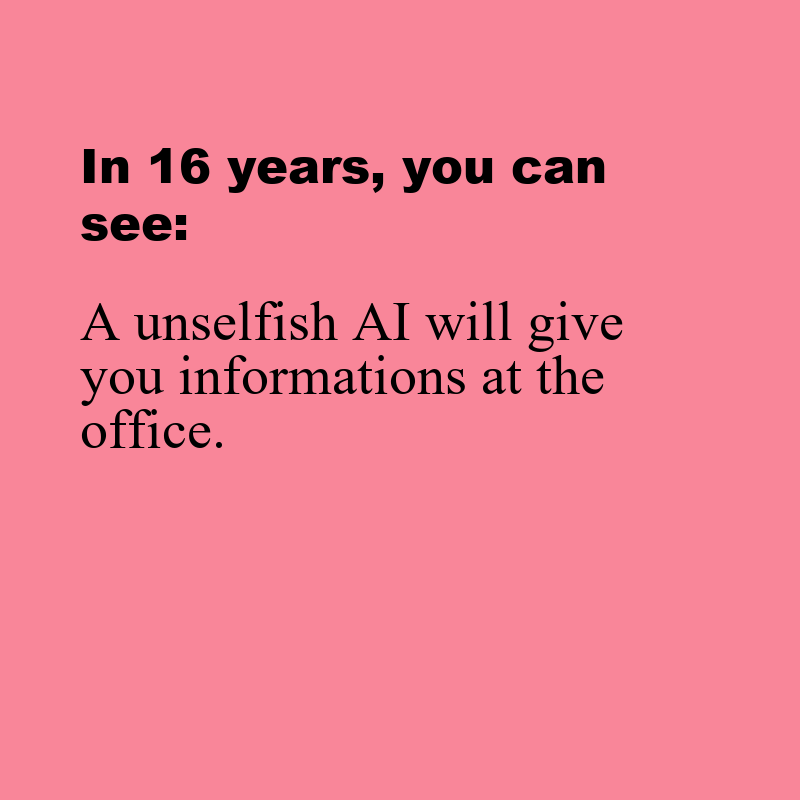 In 16 years, you can
see:
A unselfish AI will give
you informations at the
office.